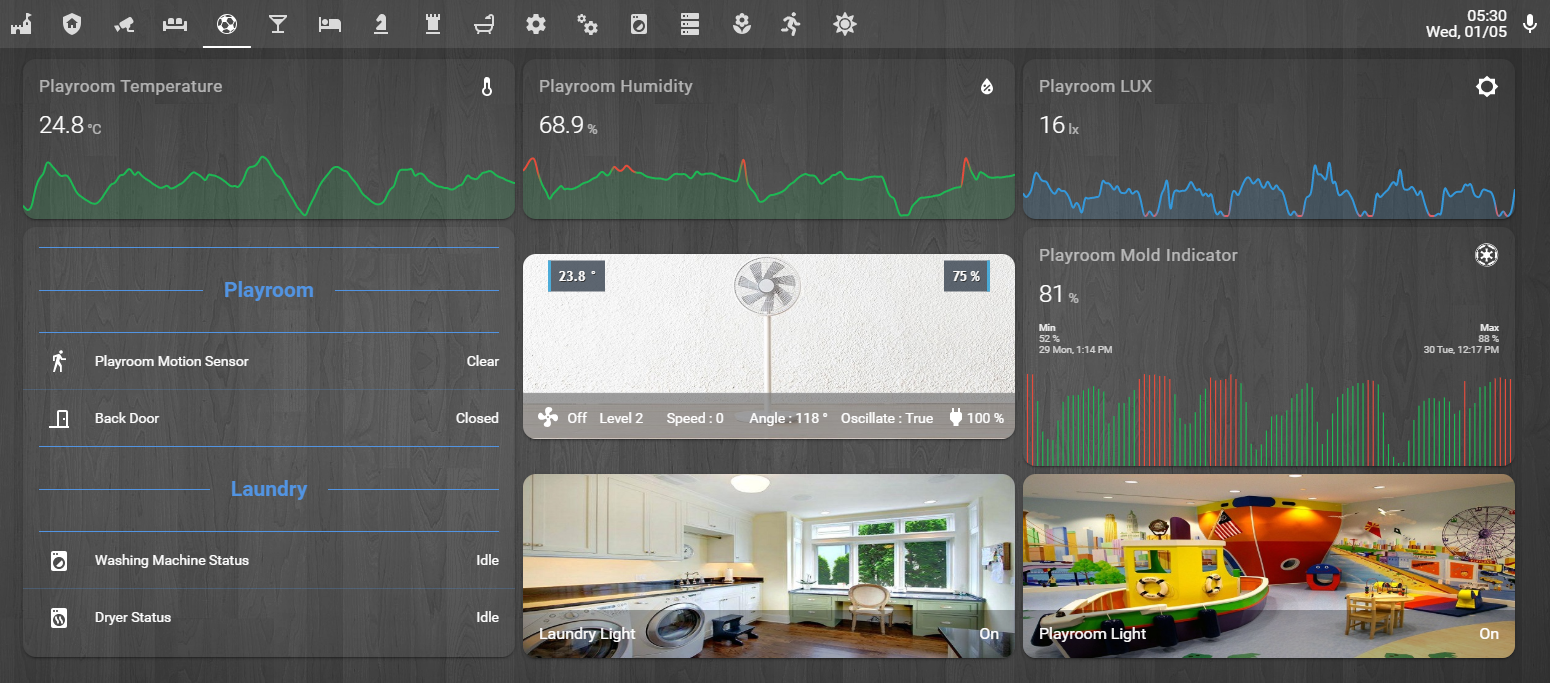 05:30
Wed, 01/05
Playroom Temperature
24.8 °C
Playroom Humidity
68.9 %
Playroom LUX
16 lx
Playroom
Playroom Motion Sensor Clear
Back Door Closed
Laundry
Washing Machine Status Idle
Dryer Status Idle
23.8 °
75 %
Off Level 2 Speed : 0 Angle : 118 ° Oscillate : True 100 %
Playroom Mold Indicator
81 %
Min
52 %
29 Mon, 1:14 PM
Max
88 %
30 Tue, 12:17 PM
Laundry Light On
Playroom Light On